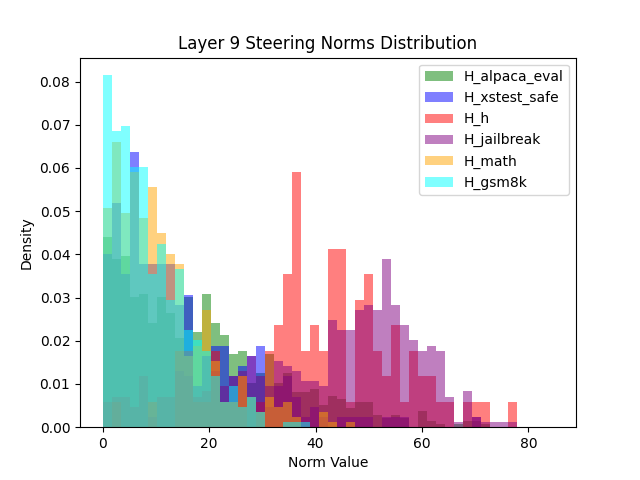 Layer 9 Steering Norms Distribution
H_alpaca_eval
H_xstest_safe
H_h
H_jailbreak
H_math
H_gsm8k
Density
0.08
0.07
0.06
0.05
0.04
0.03
0.02
0.01
0.00
0 20 40 60 80
Norm Value